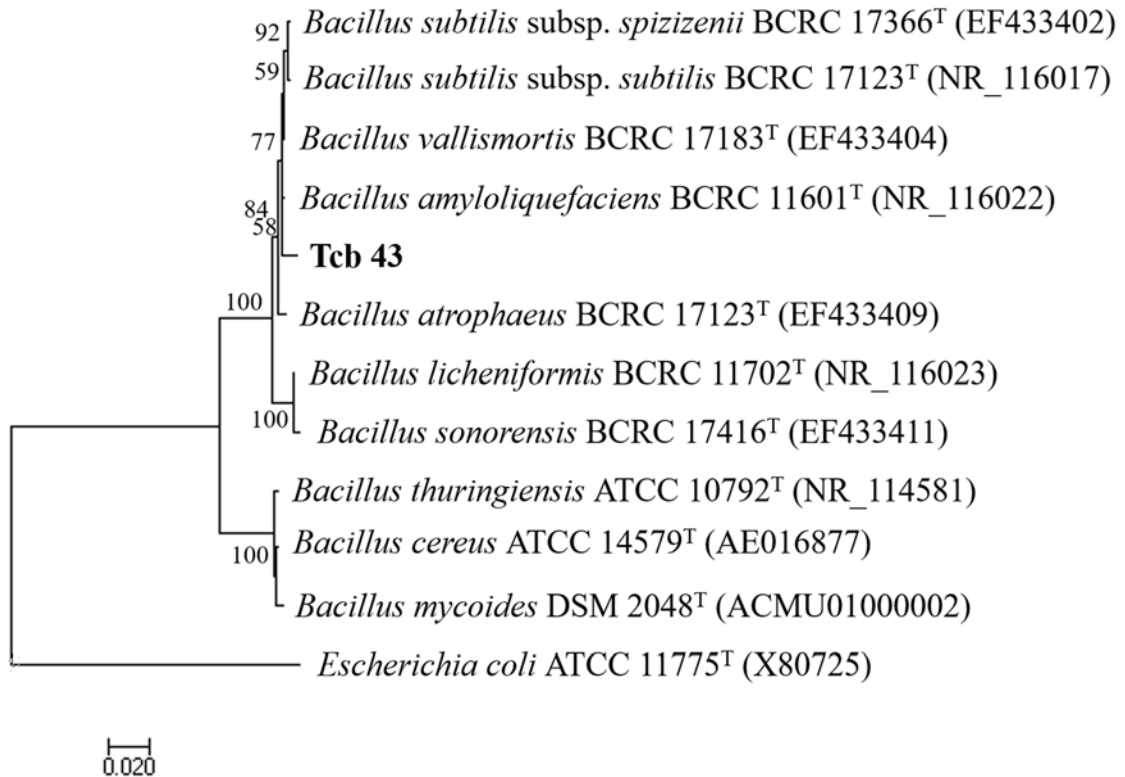 92
Bacillus subtilis subsp. spizizenii BCRC 17366ᵀ (EF433402)
59
Bacillus subtilis subsp. subtilis BCRC 17123ᵀ (NR_116017)
77
Bacillus vallismortis BCRC 17183ᵀ (EF433404)
84
Bacillus amyloliquefaciens BCRC 11601ᵀ (NR_116022)
58
Tcb 43
100
Bacillus atrophaeus BCRC 17123ᵀ (EF433409)
Bacillus licheniformis BCRC 11702ᵀ (NR_116023)
100
Bacillus sonorensis BCRC 17416ᵀ (EF433411)
Bacillus thuringiensis ATCC 10792ᵀ (NR_114581)
100
Bacillus cereus ATCC 14579ᵀ (AE016877)
Bacillus mycoides DSM 2048ᵀ (ACMU01000002)
Escherichia coli ATCC 11775ᵀ (X80725)
0.020